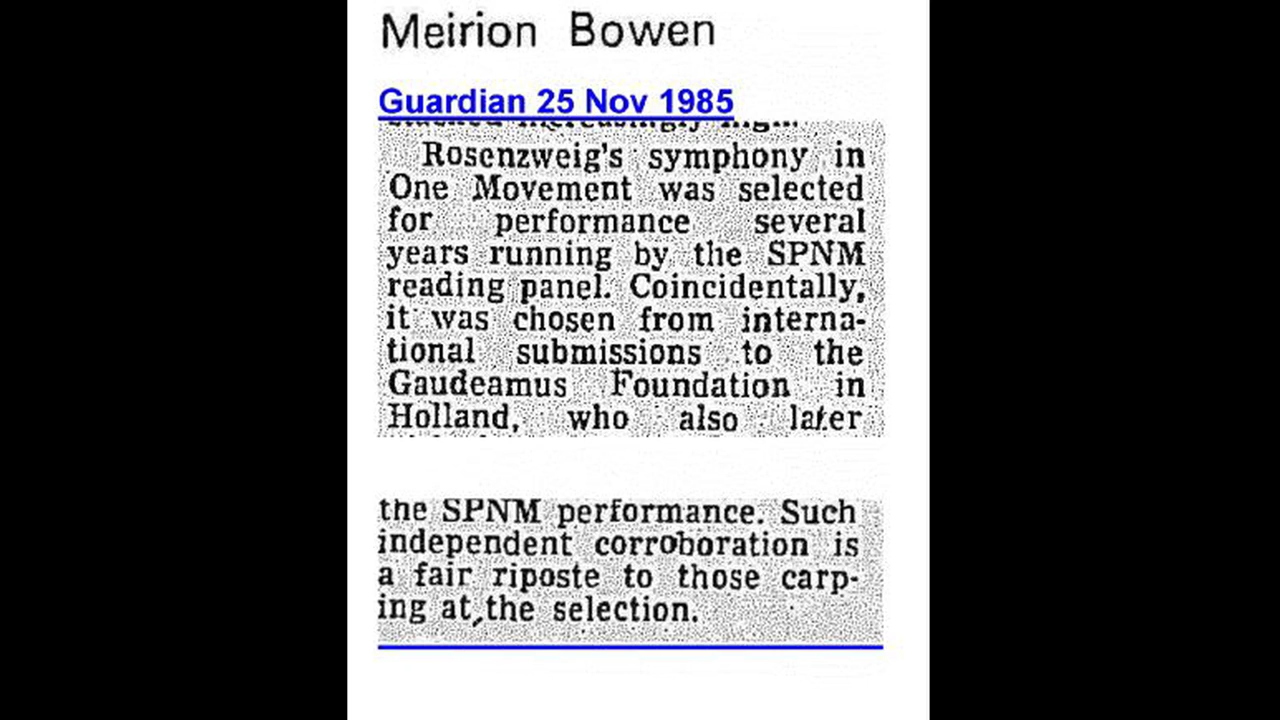 Meirion Bowen
Guardian 25 Nov 1985
Rosenzweig's symphony in
One Movement was selected
for performance several
years running by the SPNM
reading panel. Coincidentally,
it was chosen from interna-
tional submissions to the
Gaudeamus Foundation in
Holland, who also later
the SPNM performance. Such
independent corroboration is
a fair riposte to those carp-
ing at the selection.